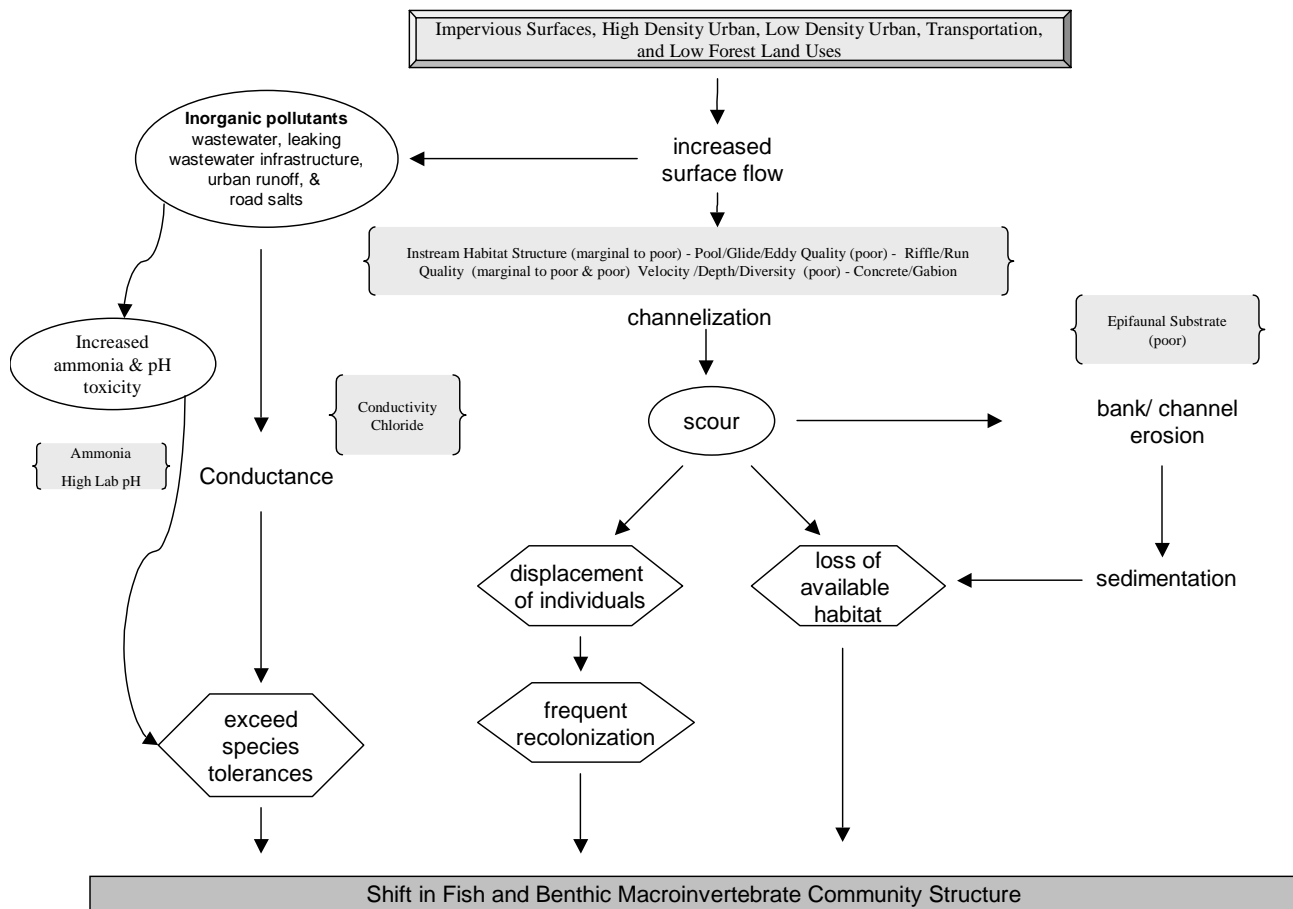 Impervious Surfaces, High Density Urban, Low Density Urban, Transportation,
and Low Forest Land Uses
Inorganic pollutants
wastewater, leaking
wastewater infrastructure,
urban runoff, &
road salts
increased
surface flow
Instream Habitat Structure (marginal to poor) - Pool/Glide/Eddy Quality (poor) - Riffle/Run
Quality (marginal to poor & poor) Velocity /Depth/Diversity (poor) - Concrete/Gabion
channelization
Epifaunal Substrate
(poor)
Increased
ammonia & pH
toxicity
Conductivity
Chloride
scour
bank/ channel
erosion
Ammonia
High Lab pH
Conductance
displacement
of individuals
loss of
available
habitat
sedimentation
exceed
species
tolerances
frequent
recolonization
Shift in Fish and Benthic Macroinvertebrate Community Structure